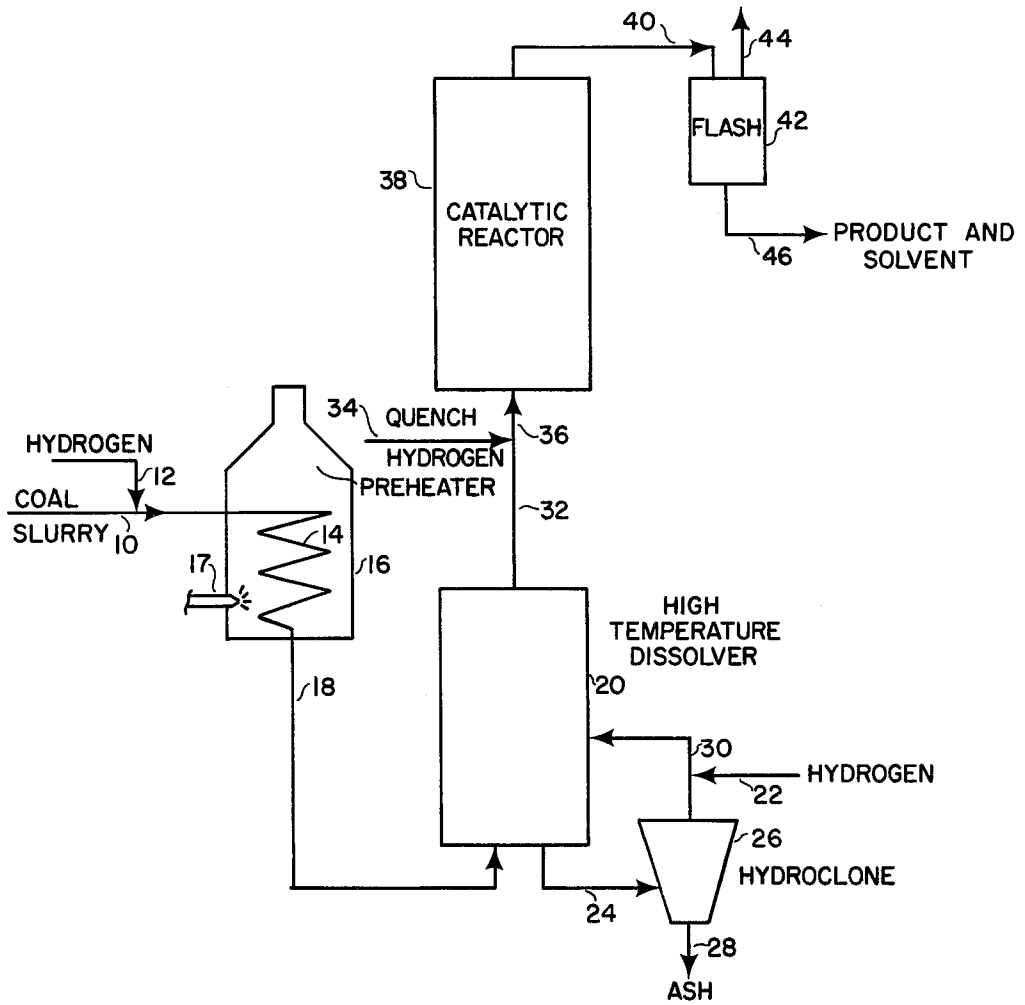 40
44
FLASH
42
38
CATALYTIC
REACTOR
PRODUCT AND
SOLVENT
46
34
QUENCH
36
HYDROGEN
HYDROGEN
12
PREHEATER
COAL
SLURRY
10
32
14
16
17
HIGH
TEMPERATURE
DISSOLVER
20
18
30
HYDROGEN
22
26
HYDROCLONE
24
28
ASH